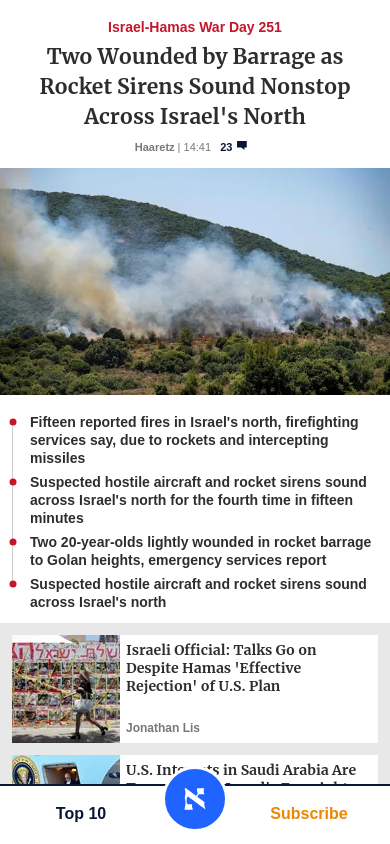 Israel-Hamas War Day 251
Two Wounded by Barrage as
Rocket Sirens Sound Nonstop
Across Israel's North
Haaretz | 14:41 23
Fifteen reported fires in Israel's north, firefighting
services say, due to rockets and intercepting
missiles
Suspected hostile aircraft and rocket sirens sound
across Israel's north for the fourth time in fifteen
minutes
Two 20-year-olds lightly wounded in rocket barrage
to Golan heights, emergency services report
Suspected hostile aircraft and rocket sirens sound
across Israel's north
Israeli Official: Talks Go on
Despite Hamas 'Effective
Rejection' of U.S. Plan
Jonathan Lis
U.S. in Saudi Arabia Are
Top 10
Subscribe